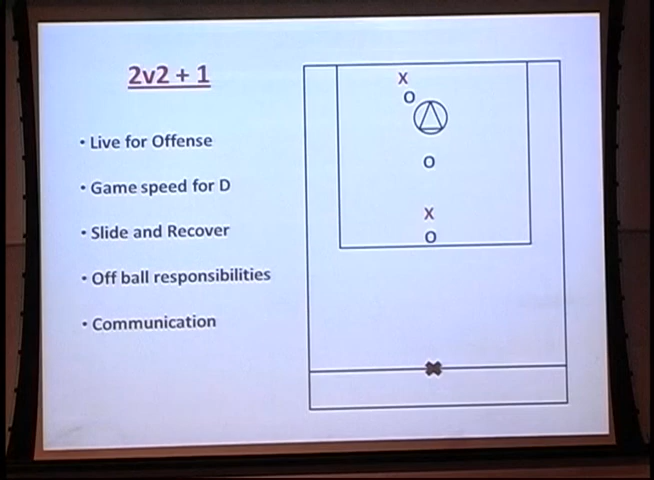 2v2 + 1
• Live for Offense
• Game speed for D
• Slide and Recover
• Off ball responsibilities
• Communication
X
O
O
X
O